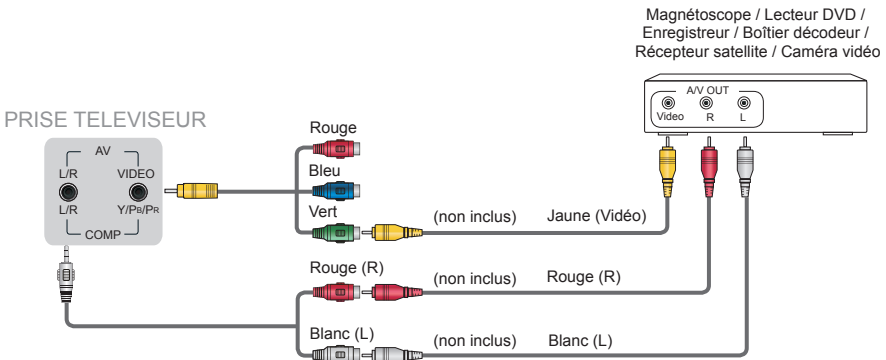 Magnétoscope / Lecteur DVD /
Enregistreur / Boîtier décodeur /
Récepteur satellite / Caméra vidéo
A/V OUT
Video R L
PRISE TELEVISEUR
AV
L/R VIDEO
L/R Y/PB/PR
COMP
Rouge
Bleu
Vert
(non inclus) Jaune (Vidéo)
Rouge (R)
(non inclus) Rouge (R)
Blanc (L)
(non inclus) Blanc (L)